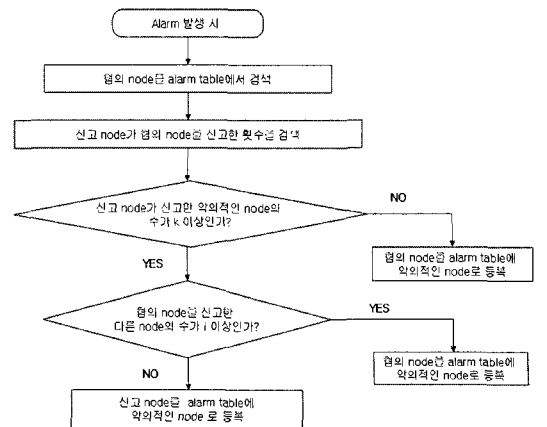 Alarm 발생 시
혐의 node를 alarm table에서 검색
신고 node가 혐의 node를 신고한 횟수를 검색
신고 node가 신고한 악의적인 node의
수가 k 이상인가?
NO
혐의 node를 alarm table에
악의적인 node로 등록
YES
혐의 node를 신고한
다른 node의 수가 i 이상인가?
YES
혐의 node를 alarm table에
악의적인 node로 등록
NO
신고 node를 alarm table에
악의적인 node 로 등록